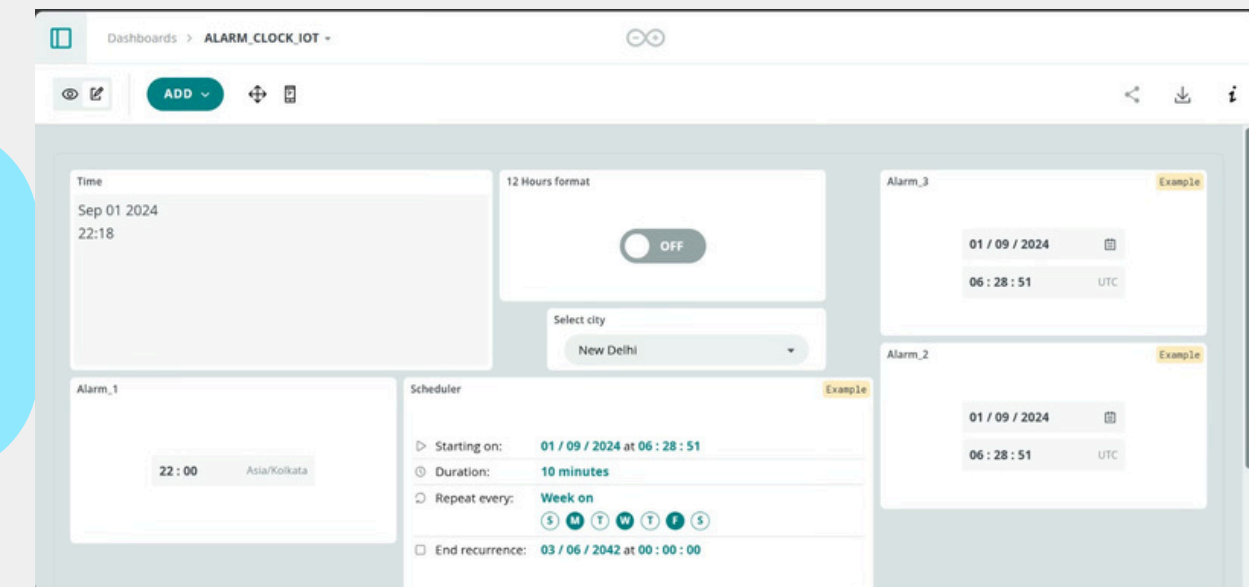 Dashboards > ALARM_CLOCK_IOT
ADD
Time
Sep 01 2024
22:18
12 Hours format
OFF
Select city
New Delhi
Alarm_3
Example
01 / 09 / 2024
06 : 28 : 51 UTC
Alarm_2
Example
01 / 09 / 2024
06 : 28 : 51 UTC
Alarm_1
22 : 00 Asia/Kolkata
Scheduler
Example
Starting on: 01 / 09 / 2024 at 06 : 28 : 51
Duration: 10 minutes
Repeat every: Week on
S M T W T F S
End recurrence: 03 / 06 / 2042 at 00 : 00 : 00